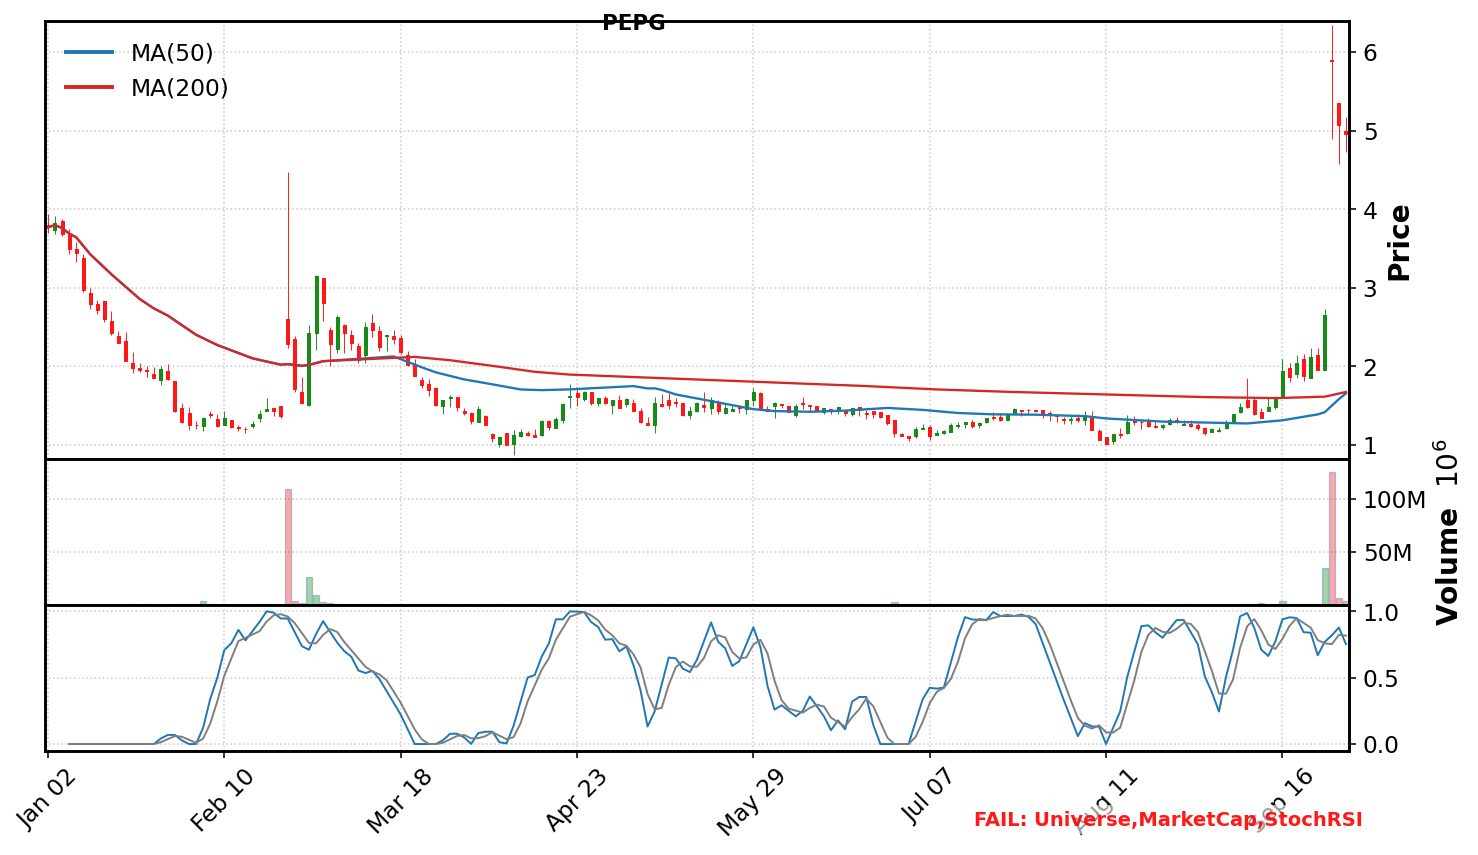 PEPG
MA(50)
MA(200)
6
5
4
3
2
1
Price
100M
50M
Volume 10^6
1.0
0.5
0.0
Jan 02
Feb 10
Mar 18
Apr 23
May 29
Jul 07
Aug 11
Sep 16
FAIL: Universe,MarketCap,StochRSI